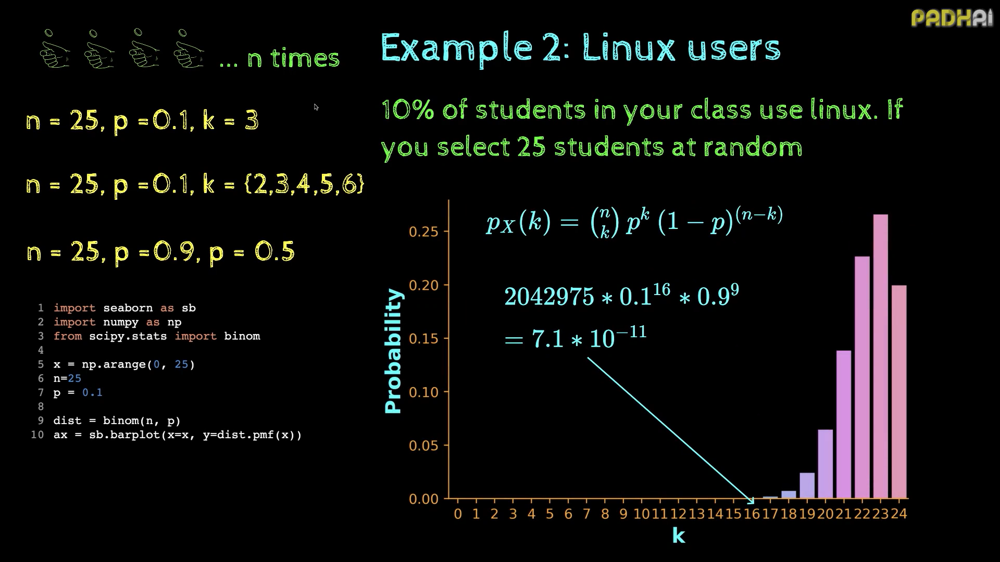 PADHAI
... n times
Example 2: Linux users
10% of students in your class use linux. If
you select 25 students at random
n = 25, p =0.1, k = 3
n = 25, p =0.1, k = {2,3,4,5,6}
n = 25, p =0.9, p = 0.5
1 import seaborn as sb
2 import numpy as np
3 from scipy.stats import binom
4
5 x = np.arange(0, 25)
6 n=25
7 p = 0.1
8
9 dist = binom(n, p)
10 ax = sb.barplot(x=x, y=dist.pmf(x))
p_X(k) = \binom{n}{k} p^k (1 − p)^{(n−k)}
2042975 ∗ 0.1^{16} ∗ 0.9^9
= 7.1 ∗ 10^{−11}
Probability
0.25
0.20
0.15
0.10
0.05
0.00
0 1 2 3 4 5 6 7 8 9 10 11 12 13 14 15 16 17 18 19 20 21 22 23 24
k